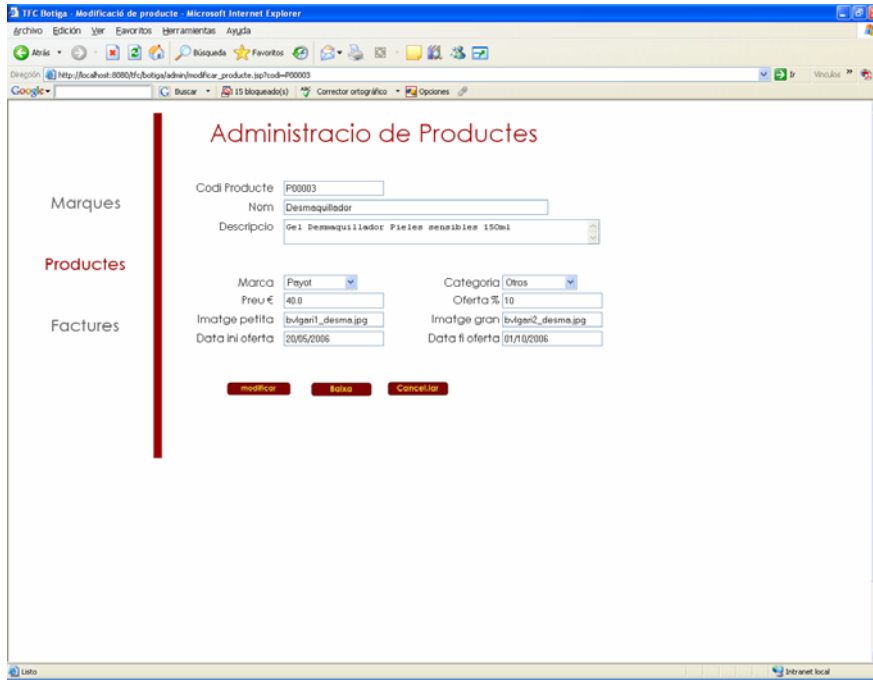 TFC Botiga - Modificació de producte - Microsoft Internet Explorer
Archivo Edición Ver Favoritos Herramientas Ayuda
Atrás Búsqueda Favoritos
Dirección http://localhost:8080/tfc/botiga/admin/modificar_producte.jsp?codi=P00003 Ir Vínculos
Google Buscar 15 bloqueado(s) Corrector ortográfico Opciones
Administracio de Productes
Marques
Productes
Factures
Codi Producte P00003
Nom Desmaquillador
Descripcio Gel Desmaquillador Pieles sensibles 150ml
Marca Payot Categoria Otros
Preu € 40.0 Oferta % 10
Imatge petita bvlgari1_desma.jpg Imatge gran bvlgari2_desma.jpg
Data ini oferta 20/05/2006 Data fi oferta 01/10/2006
modificar Baixa Cancel.lar
Listo Intranet local